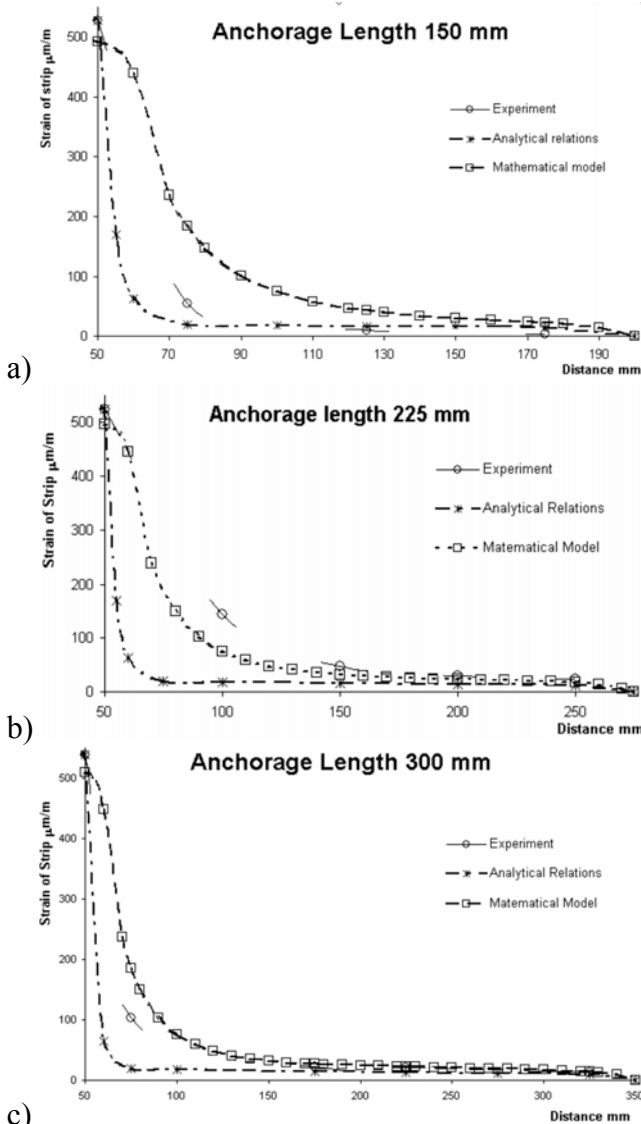 Anchorage Length 150 mm
Strain of strip µm/m
500
400
300
200
100
0
Experiment
Analytical relations
Mathematical model
50 70 90 110 130 150 170 190
Distance mm
a)
Anchorage length 225 mm
Strain of Strip µm/m
500
400
300
200
100
0
Experiment
Analytical Relations
Matematical Model
50 100 150 200 250
Distance mm
b)
Anchorage Length 300 mm
Strain of Strip µm/m
500
400
300
200
100
0
Experiment
Analytical Relations
Matematical Model
50 100 150 200 250 300 350
Distance mm
c)